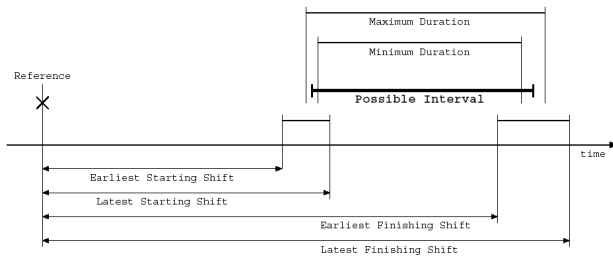 Maximum Duration
Minimum Duration
Reference
Possible Interval
time
Earliest Starting Shift
Latest Starting Shift
Earliest Finishing Shift
Latest Finishing Shift